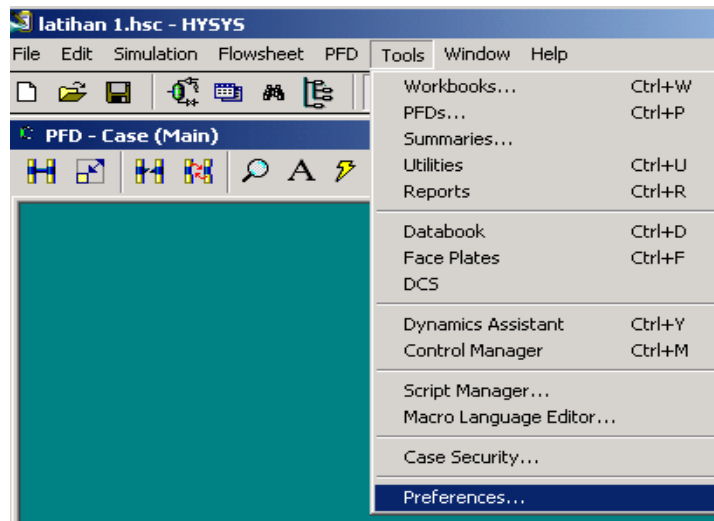 latihan 1.hsc - HYSYS
File Edit Simulation Flowsheet PFD Tools Window Help
PFD - Case (Main)
A
Workbooks... Ctrl+W
PFDs... Ctrl+P
Summaries...
Utilities Ctrl+U
Reports Ctrl+R
Databook Ctrl+D
Face Plates Ctrl+F
DCS
Dynamics Assistant Ctrl+Y
Control Manager Ctrl+M
Script Manager...
Macro Language Editor...
Case Security...
Preferences...